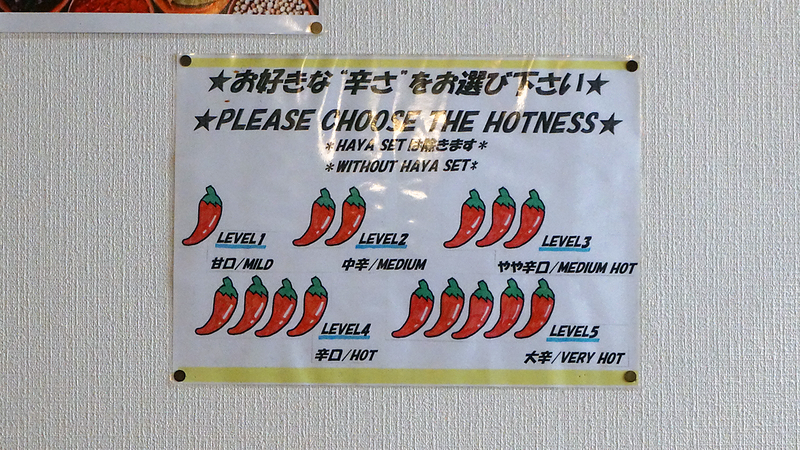 ★お好きな"辛さ"をお選び下さい★
★PLEASE CHOOSE THE HOTNESS★
*HAYA SETは除きます*
*WITHOUT HAYA SET*
LEVEL1 LEVEL2 LEVEL3
甘口/MILD 中辛/MEDIUM やや辛口/MEDIUM HOT
LEVEL4 LEVEL5
辛口/HOT 大辛/VERY HOT